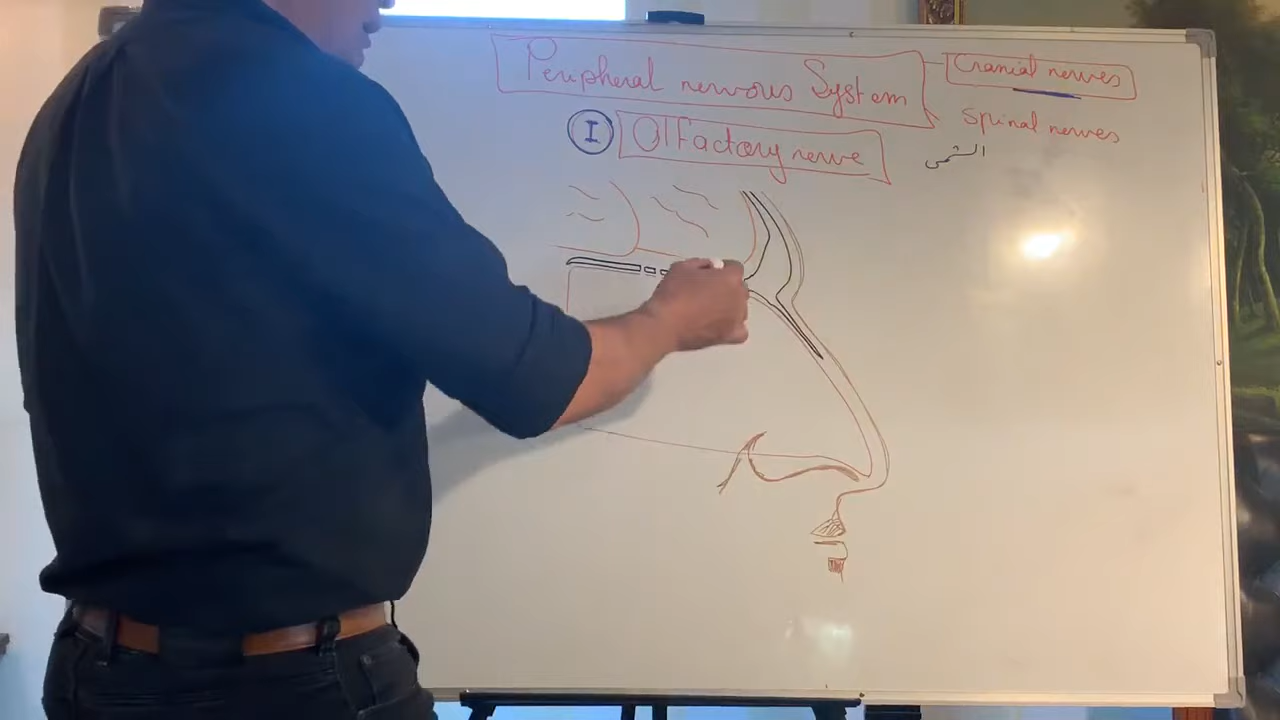 Peripheral nervous System
Cranial nerves
Spinal nerves
I Olfactory nerve
الشمي